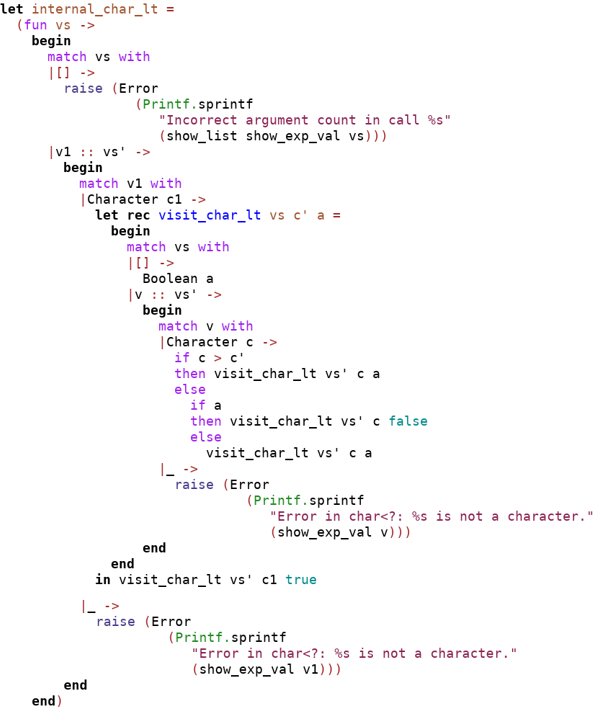 let internal_char_lt =
  (fun vs ->
    begin
      match vs with
      |[] ->
        raise (Error
                 (Printf.sprintf
                    "Incorrect argument count in call %s"
                    (show_list show_exp_val vs)))
      |v1 :: vs' ->
        begin
          match v1 with
          |Character c1 ->
            let rec visit_char_lt vs c' a =
              begin
                match vs with
                |[] ->
                  Boolean a
                |v :: vs' ->
                  begin
                    match v with
                    |Character c ->
                      if c > c'
                      then visit_char_lt vs' c a
                      else
                        if a
                        then visit_char_lt vs' c false
                        else
                          visit_char_lt vs' c a
                    |_ ->
                      raise (Error
                               (Printf.sprintf
                                  "Error in char<?: %s is not a character."
                                  (show_exp_val v)))
                  end
              end
            in visit_char_lt vs' c1 true
          |_ ->
            raise (Error
                     (Printf.sprintf
                        "Error in char<?: %s is not a character."
                        (show_exp_val v1)))
        end
    end)